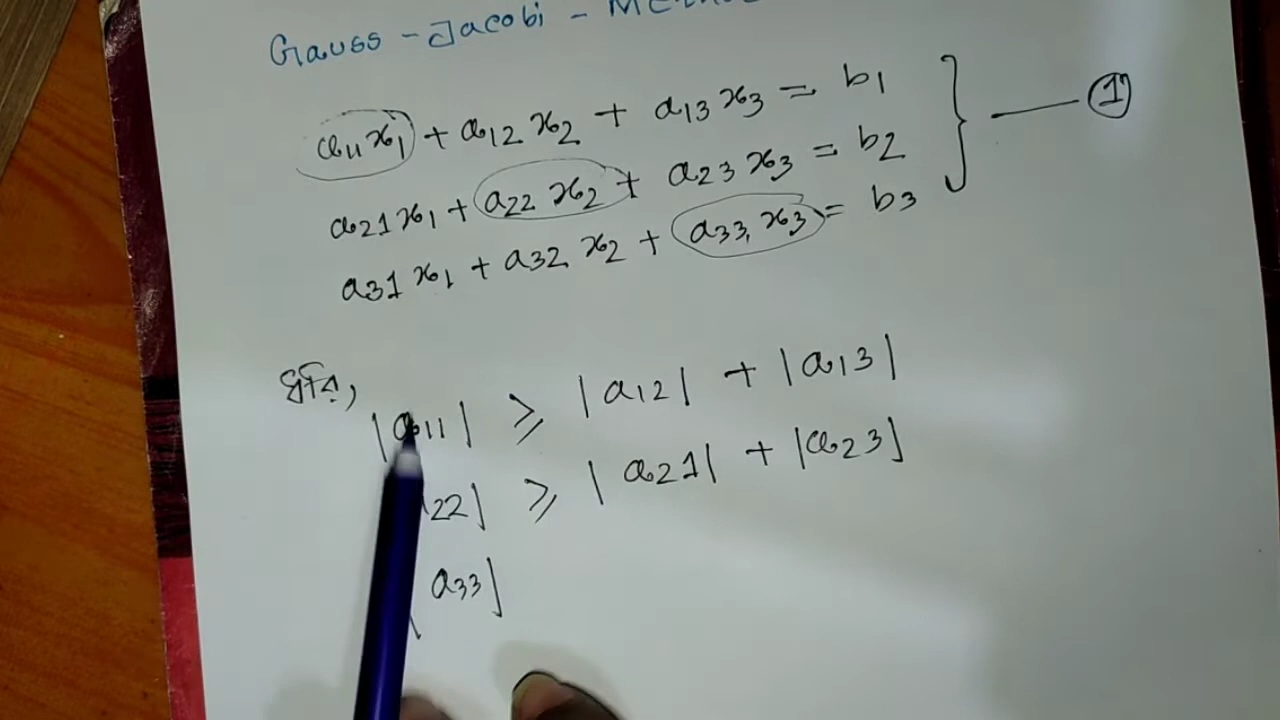 Gauss - Jacobi -
a11x1 + a12x2 + a13x3 = b1
a21x1 + a22x2 + a23x3 = b2
a31x1 + a32x2 + a33x3 = b3
1
ধরি,
|a11| ⩾ |a12| + |a13|
22| ⩾ |a21| + |a23|
|a33|